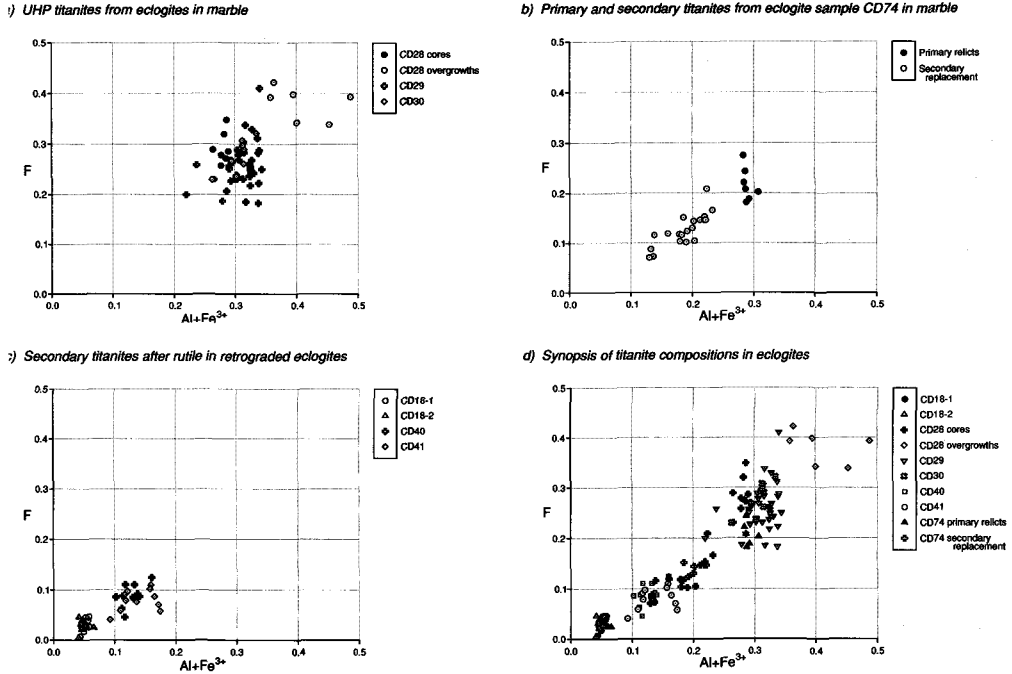 ) UHP titanites from eclogites in marble
0.5
0.4
0.3
F
0.2
0.1
0.0
0.0 0.1 0.2 0.3 0.4 0.5
Al+Fe3+
CD28 cores
CD28 overgrowths
CD29
CD30
b) Primary and secondary titanites from eclogite sample CD74 in marble
0.5
0.4
0.3
F
0.2
0.1
0.0
0.0 0.1 0.2 0.3 0.4 0.5
Al+Fe3+
Primary relicts
Secondary
replacement
) Secondary titanites after rutile in retrograded eclogites
0.5
0.4
0.3
F
0.2
0.1
0.0
0.0 0.1 0.2 0.3 0.4 0.5
Al+Fe3+
CD18-1
CD18-2
CD40
CD41
d) Synopsis of titanite compositions in eclogites
0.5
0.4
0.3
F
0.2
0.1
0.0
0.0 0.1 0.2 0.3 0.4 0.5
Al+Fe3+
CD18-1
CD18-2
CD28 cores
CD28 overgrowths
CD29
CD30
CD40
CD41
CD74 primary relicts
CD74 secondary
replacement